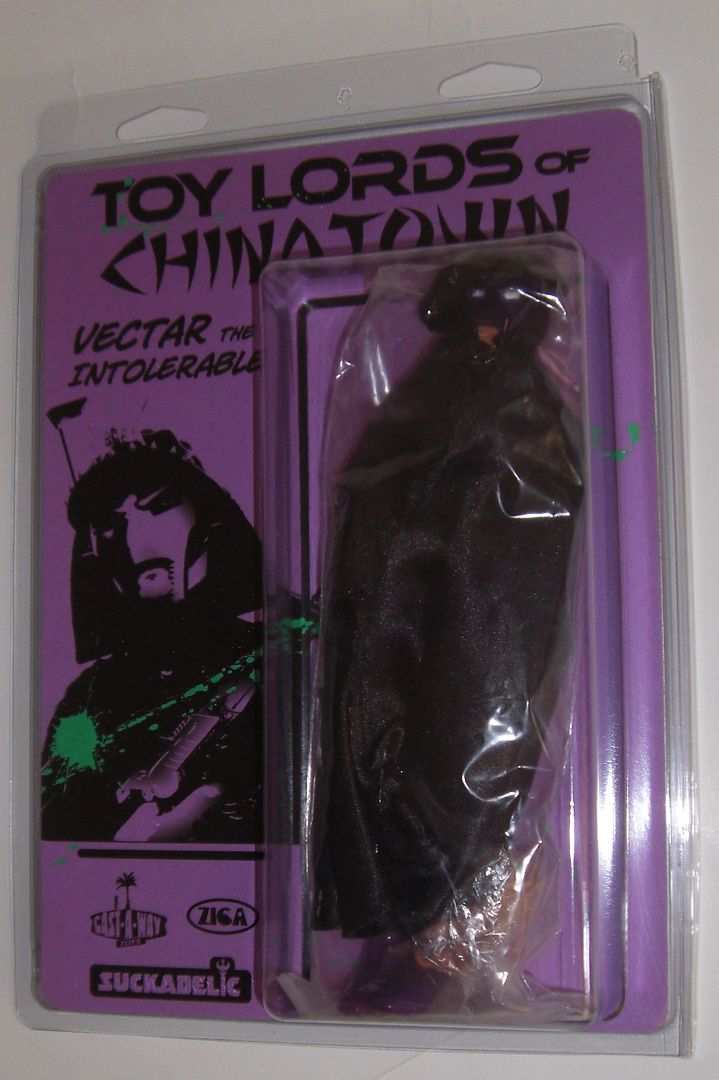 TOY LORDS OF
CHINATOWN
VECTAR THE
INTOLERABLE
CAST-A-WAY
TOYS
ZICA
SUCKADELIC